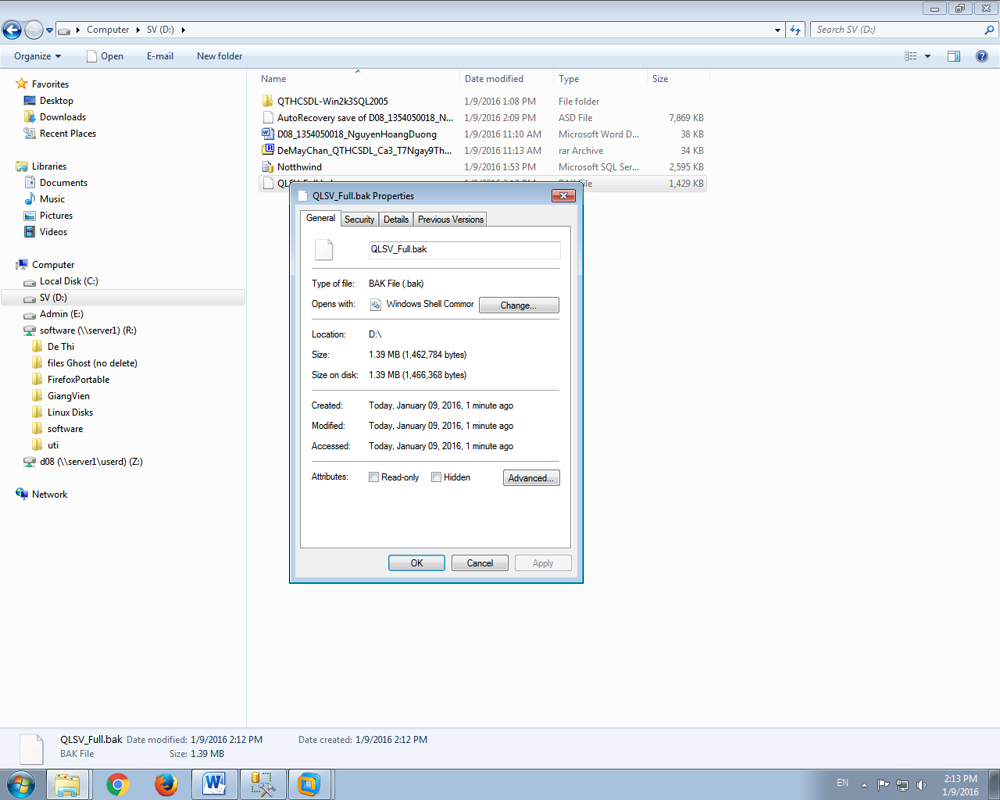 Computer SV (D:) Search SV (D:)
Organize Open E-mail New folder
Name Date modified Type Size
Favorites
Desktop
Downloads
Recent Places
Libraries
Documents
Music
Pictures
Videos
Computer
Local Disk (C:)
SV (D:)
Admin (E:)
software (\\server1) (R:)
De Thi
files Ghost (no delete)
FirefoxPortable
GiangVien
Linux Disks
software
uti
d08 (\\server1\userd) (Z:)
Network
QTHCSDL-Win2k3SQL2005 1/9/2016 1:08 PM File folder
AutoRecovery save of D08_1354050018_N... 1/9/2016 2:09 PM ASD File 7,869 KB
D08_1354050018_NguyenHoangDuong 1/9/2016 11:10 AM Microsoft Word D... 38 KB
DeMayChan_QTHCSDL_Ca3_T7Ngay9Th... 1/9/2016 11:13 AM rar Archive 34 KB
Notthwind 1/9/2016 1:53 PM Microsoft SQL Ser... 2,595 KB
1,429 KB
QLSV_Full.bak Properties
General Security Details Previous Versions
QLSV_Full.bak
Type of file: BAK File (.bak)
Opens with: Windows Shell Common Change...
Location: D:\
Size: 1.39 MB (1,462,784 bytes)
Size on disk: 1.39 MB (1,466,368 bytes)
Created: Today, January 09, 2016, 1 minute ago
Modified: Today, January 09, 2016, 1 minute ago
Accessed: Today, January 09, 2016, 1 minute ago
Attributes: Read-only Hidden Advanced...
OK Cancel Apply
QLSV_Full.bak Date modified: 1/9/2016 2:12 PM Date created: 1/9/2016 2:12 PM
BAK File Size: 1.39 MB
EN 2:13 PM
1/9/2016